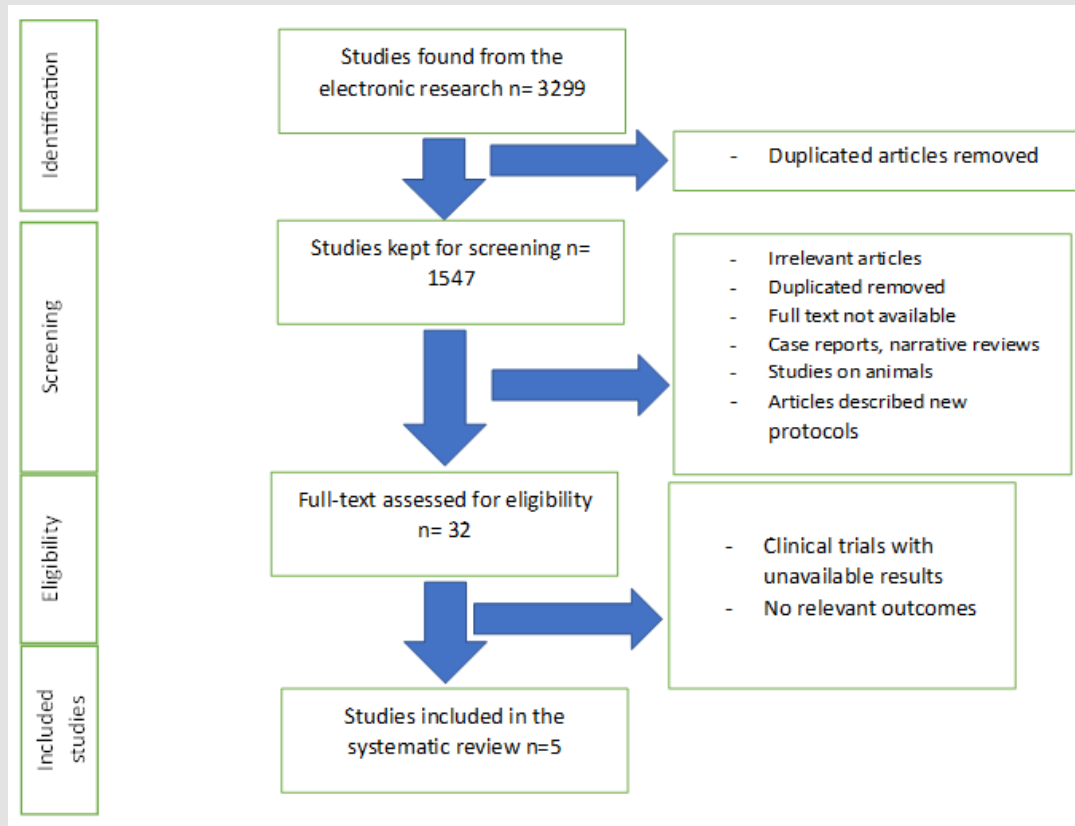 Identification
Studies found from the
electronic research n= 3299
- Duplicated articles removed
Screening
Studies kept for screening n=
1547
- Irrelevant articles
- Duplicated removed
- Full text not available
- Case reports, narrative reviews
- Studies on animals
- Articles described new
protocols
Eligibility
Full-text assessed for eligibility
n= 32
- Clinical trials with
unavailable results
- No relevant outcomes
Included
studies
Studies included in the
systematic review n=5